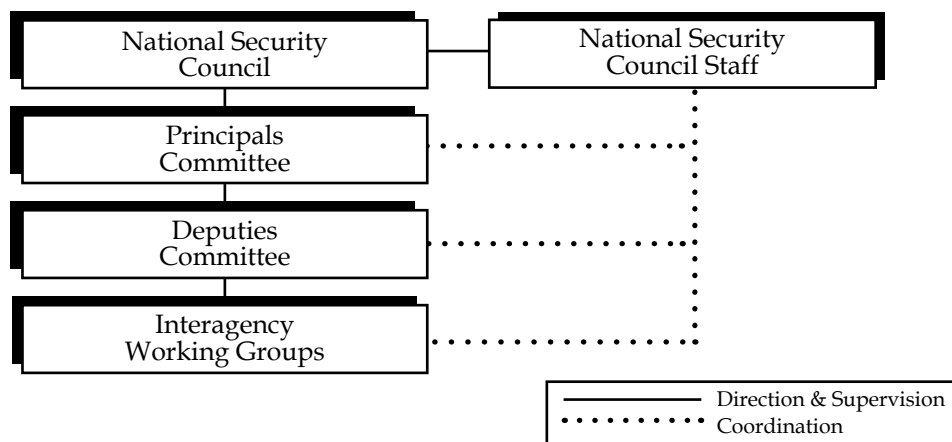 National Security
Council
National Security
Council Staff
Principals
Committee
Deputies
Committee
Interagency
Working Groups
Direction & Supervision
Coordination